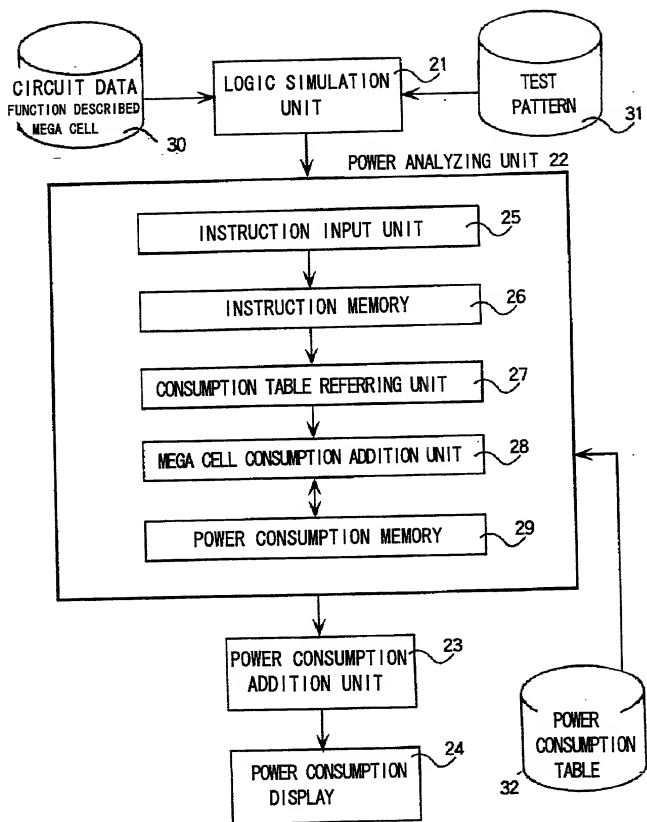 CIRCUIT DATA
FUNCTION DESCRIBED
MEGA CELL
30
LOGIC SIMULATION
UNIT
21
TEST
PATTERN
31
POWER ANALYZING UNIT 22
INSTRUCTION INPUT UNIT
25
INSTRUCTION MEMORY
26
CONSUMPTION TABLE REFERRING UNIT
27
MEGA CELL CONSUMPTION ADDITION UNIT
28
POWER CONSUMPTION MEMORY
29
POWER CONSUMPTION
ADDITION UNIT
23
POWER CONSUMPTION
DISPLAY
24
POWER
CONSUMPTION
TABLE
32